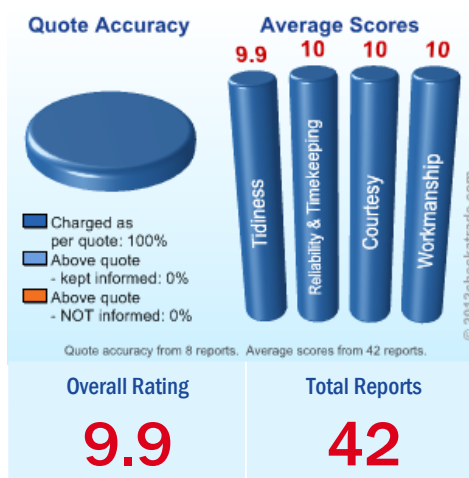 Quote Accuracy
Charged as
per quote: 100%
Above quote
- kept informed: 0%
Above quote
- NOT informed: 0%
Average Scores
9.9 10 10 10
Tidiness
Reliability & Timekeeping
Courtesy
Workmanship
© 2013checkatrade.com
Quote accuracy from 8 reports. Average scores from 42 reports.
Overall Rating
9.9
Total Reports
42